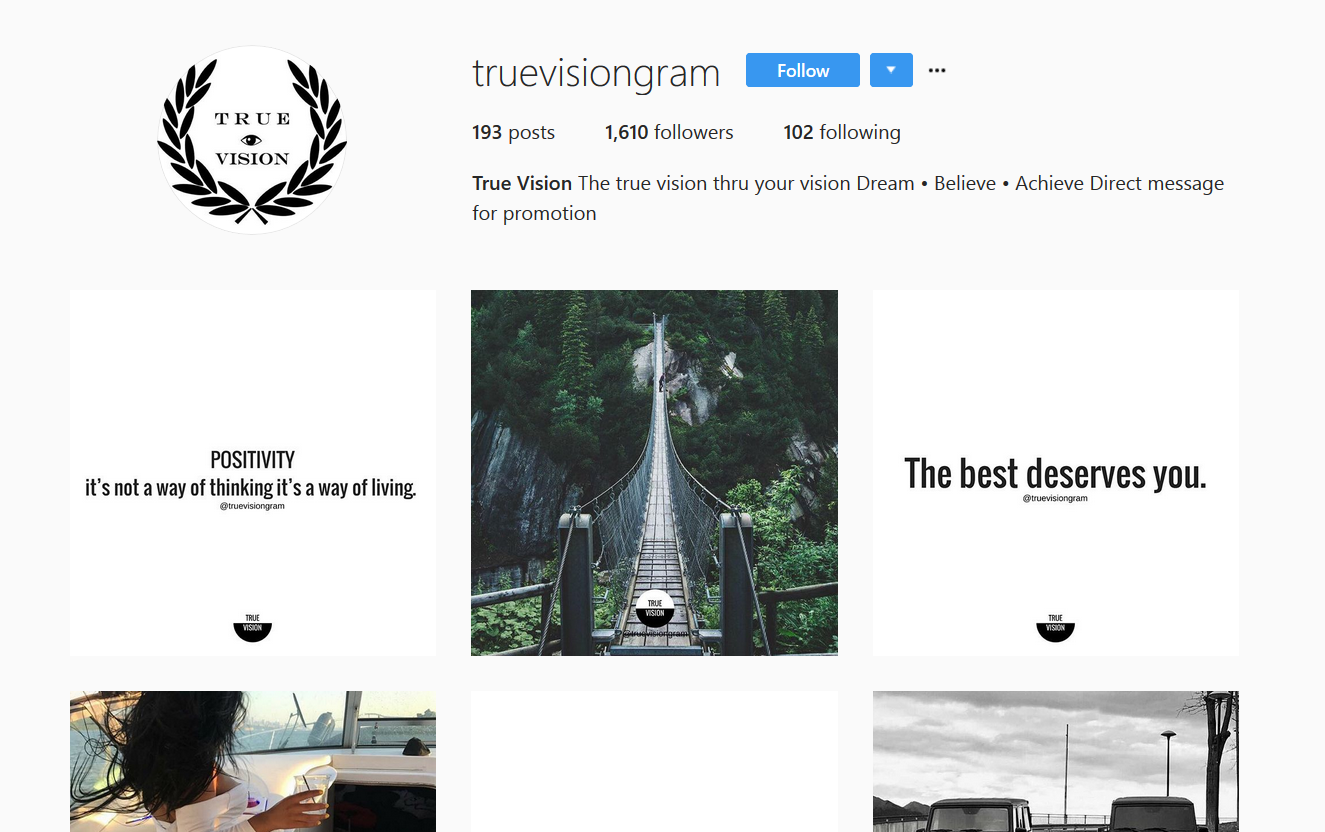 TRUE
VISION
truevisiongram Follow
193 posts 1,610 followers 102 following
True Vision The true vision thru your vision Dream • Believe • Achieve Direct message
for promotion
POSITIVITY
it's not a way of thinking it's a way of living.
@truevisiongram
TRUE
VISION
TRUE
VISION
@truevisiongram
The best deserves you.
@truevisiongram
TRUE
VISION